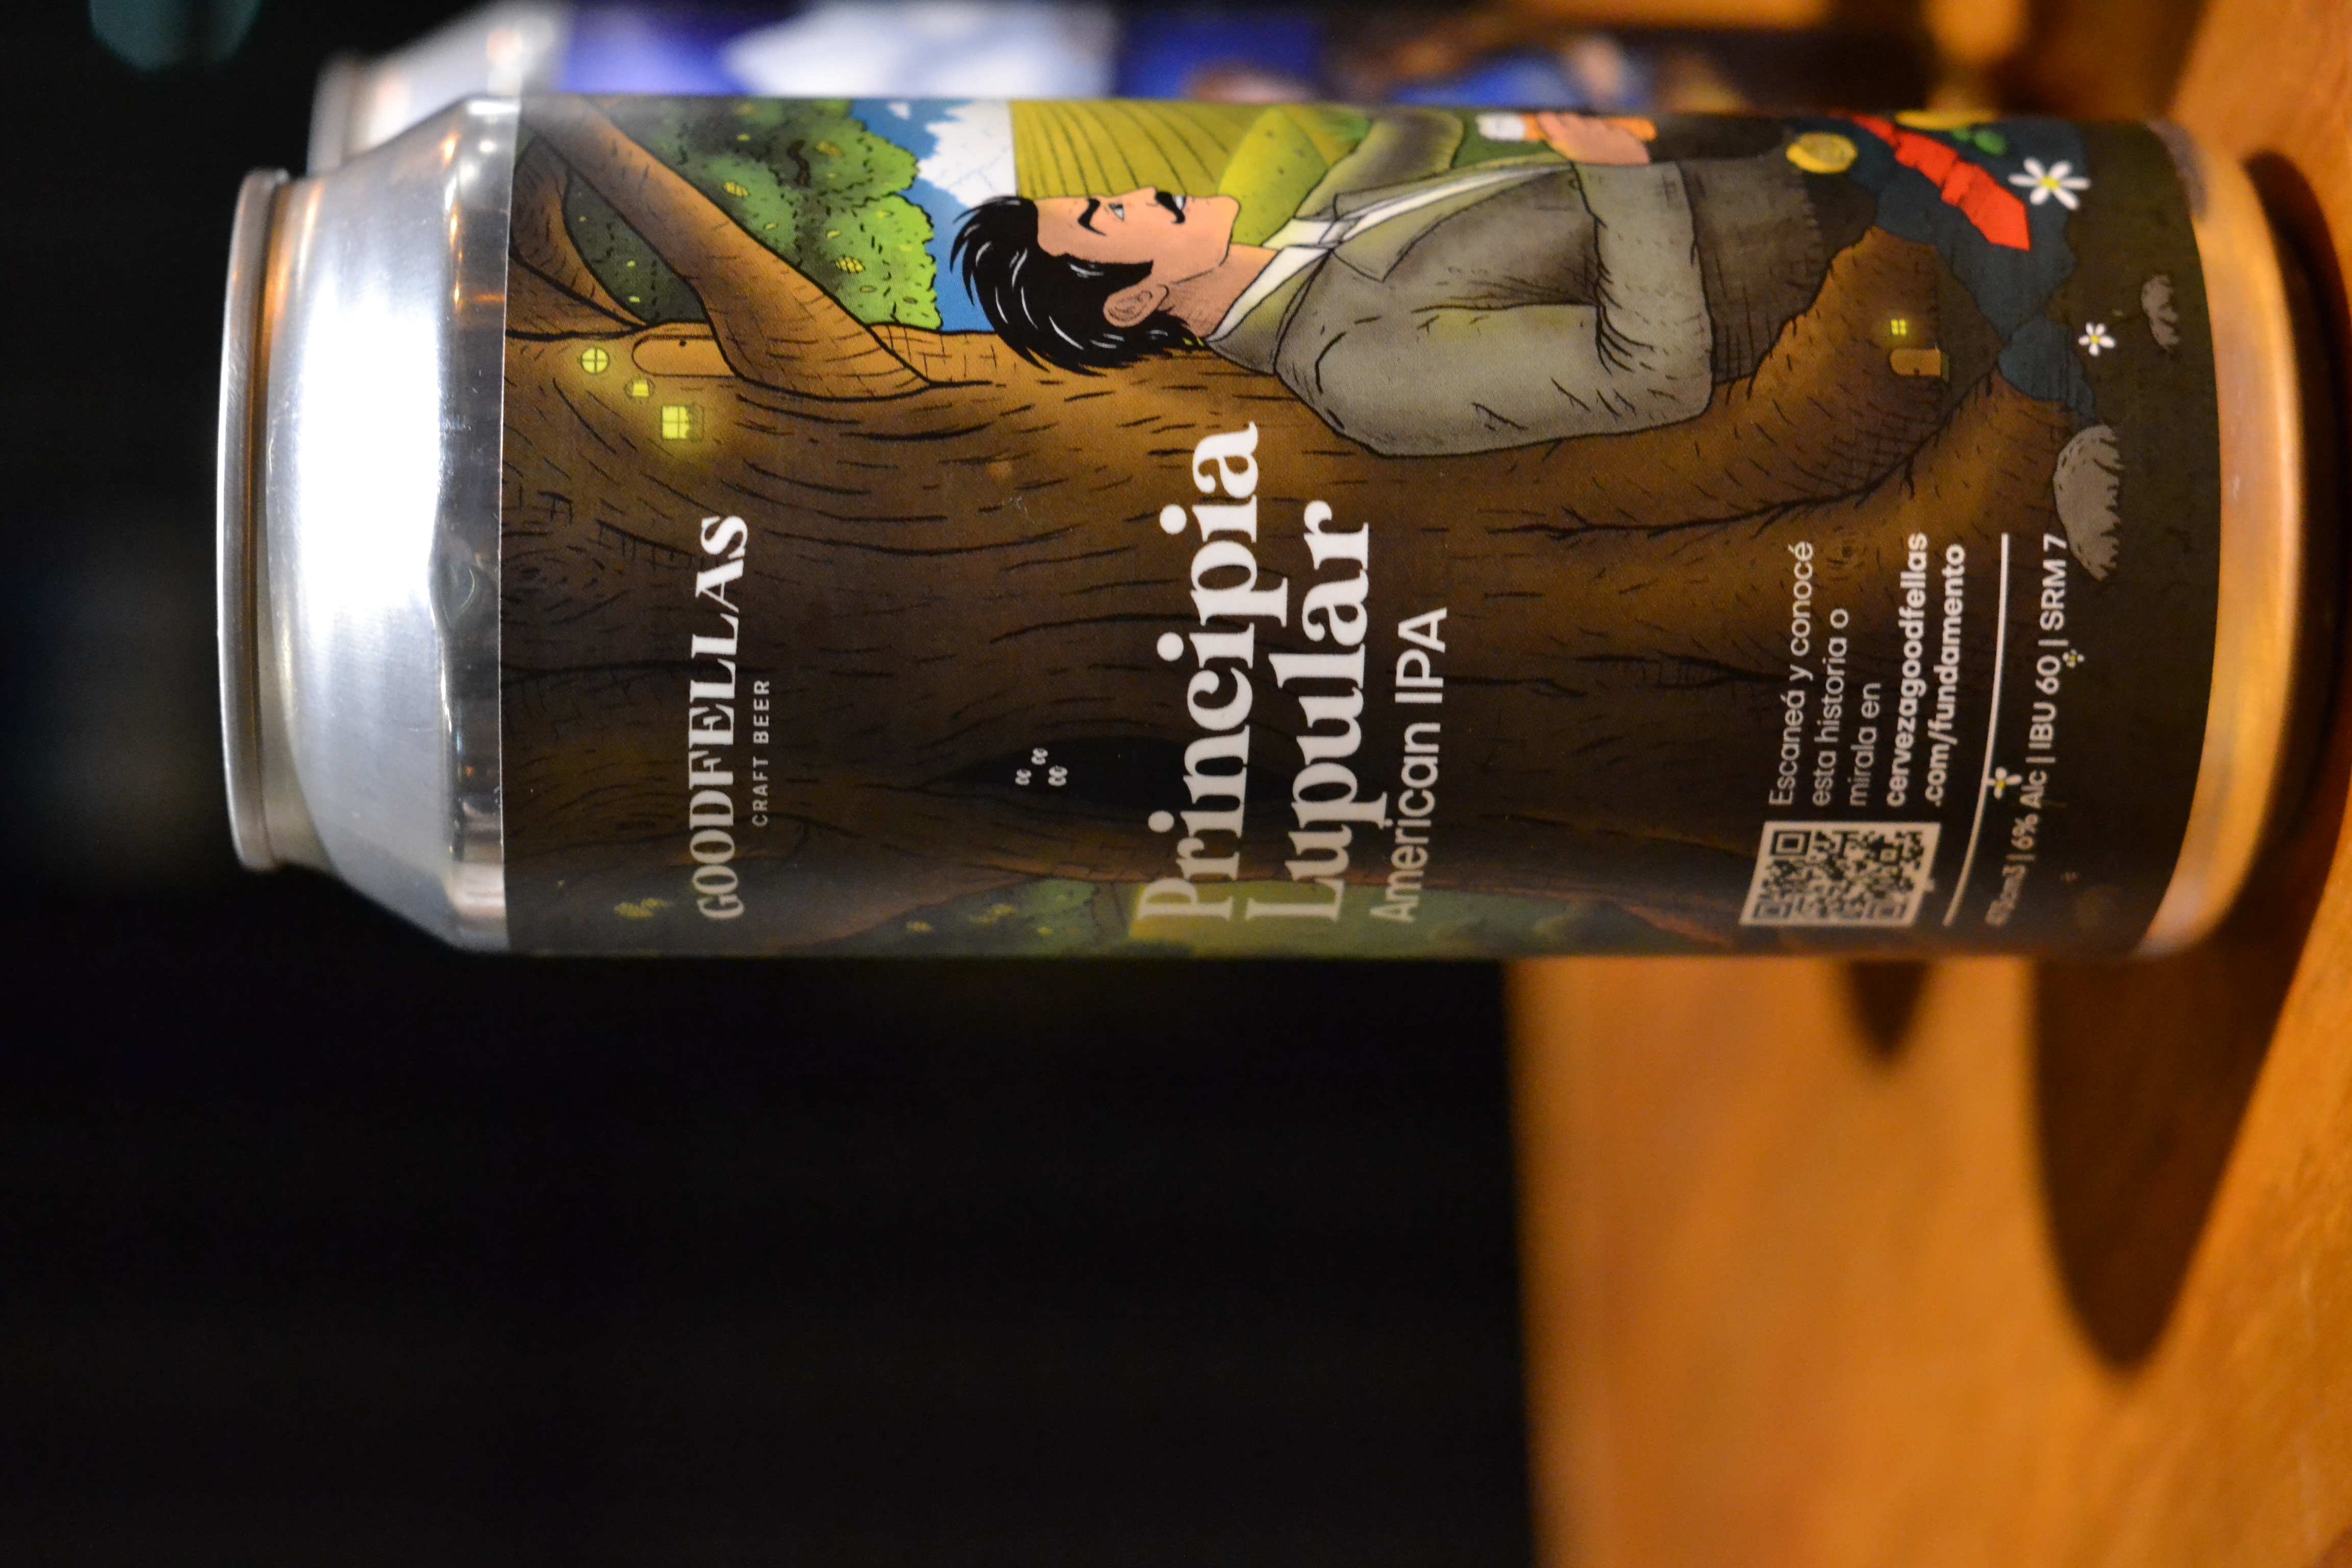 GOODFELLAS
CRAFT BEER
Principia
Lupular
American IPA
Escaneá y conocé
esta historia o
mirala en
cervezagoodfellas
.com/fundamento
473cm3 | 6% Alc | IBU 60 | SRM 7